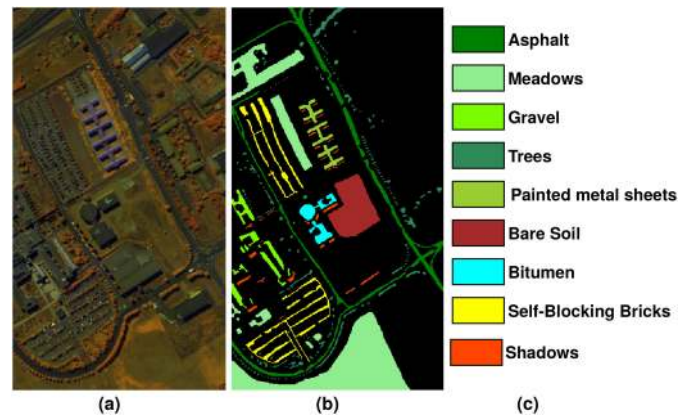 Asphalt
Meadows
Gravel
Trees
Painted metal sheets
Bare Soil
Bitumen
Self-Blocking Bricks
Shadows
(a)
(b)
(c)